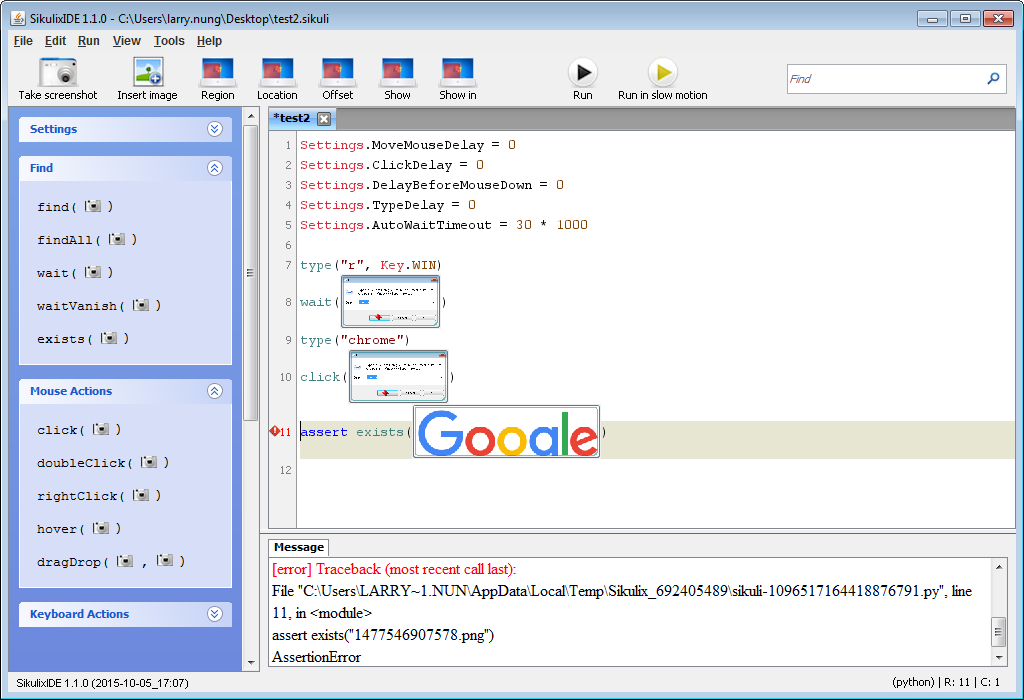 SikulixIDE 1.1.0 - C:\Users\larry.nung\Desktop\test2.sikuli
File Edit Run View Tools Help
Take screenshot Insert image Region Location Offset Show Show in Run Run in slow motion Find
Settings
Find
find( )
findAll( )
wait( )
waitVanish( )
exists( )
Mouse Actions
click( )
doubleClick( )
rightClick( )
hover( )
dragDrop( , )
Keyboard Actions
*test2
1 Settings.MoveMouseDelay = 0
2 Settings.ClickDelay = 0
3 Settings.DelayBeforeMouseDown = 0
4 Settings.TypeDelay = 0
5 Settings.AutoWaitTimeout = 30 * 1000
6
7 type("r", Key.WIN)
8 wait( )
9 type("chrome")
10 click( )
11 assert exists( Google )
12
Message
[error] Traceback (most recent call last):
File "C:\Users\LARRY~1.NUN\AppData\Local\Temp\Sikulix_692405489\sikuli-1096517164418876791.py", line
11, in <module>
assert exists("1477546907578.png")
AssertionError
SikulixIDE 1.1.0 (2015-10-05_17:07) (python) | R: 11 | C: 1